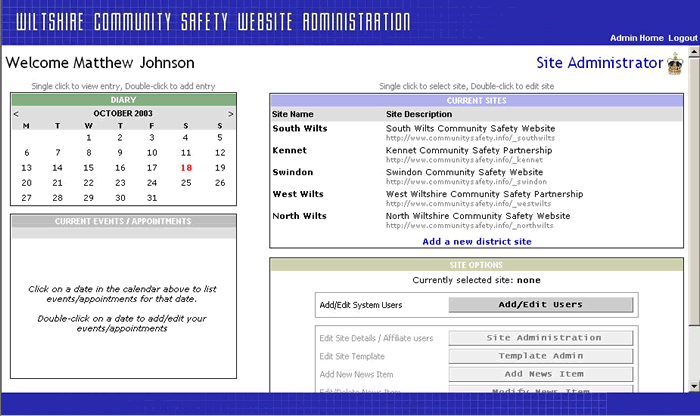 WILTSHIRE COMMUNITY SAFETY WEBSITE ADMINISTRATION
Admin Home Logout
Welcome Matthew Johnson
Site Administrator
Single click to view entry, Double-click to add entry
DIARY
< OCTOBER 2003 >
M T W T F S S
1 2 3 4 5
6 7 8 9 10 11 12
13 14 15 16 17 18 19
20 21 22 23 24 25 26
27 28 29 30 31
CURRENT EVENTS / APPOINTMENTS
Click on a date in the calendar above to list
events/appointments for that date.
Double-click on a date to add/edit your
events/appointments
Single click to select site, Double-click to edit site
CURRENT SITES
Site Name Site Description
South Wilts South Wilts Community Safety Website
http://www.communitysafety.info/_southwilts
Kennet Kennet Community Safety Partnership
http://www.communitysafety.info/_kennet
Swindon Swindon Community Safety Website
http://www.communitysafety.info/_swindon
West Wilts West Wiltshire Community Safety Partnership
http://www.communitysafety.info/_westwilts
North Wilts North Wiltshire Community Safety Website
http://www.communitysafety.info/_northwilts
Add a new district site
SITE OPTIONS
Currently selected site: none
Add/Edit System Users Add/Edit Users
Edit Site Details / Affiliate users Site Administration
Edit Site Template Template Admin
Add New News Item Add News Item
Edit/Delete News Item Modify News Item